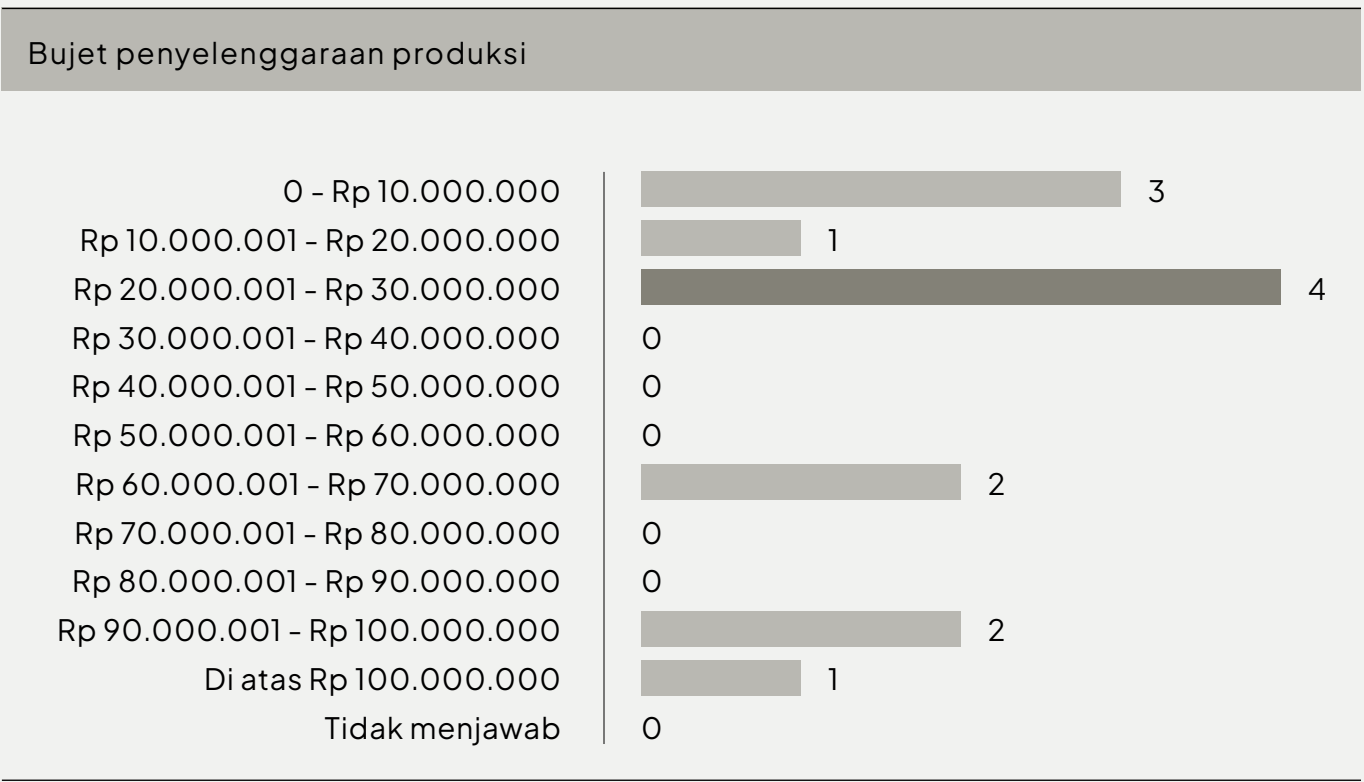 Bujet penyelenggaraan produksi
0 - Rp 10.000.000 3
Rp 10.000.001 - Rp 20.000.000 1
Rp 20.000.001 - Rp 30.000.000 4
Rp 30.000.001 - Rp 40.000.000 0
Rp 40.000.001 - Rp 50.000.000 0
Rp 50.000.001 - Rp 60.000.000 0
Rp 60.000.001 - Rp 70.000.000 2
Rp 70.000.001 - Rp 80.000.000 0
Rp 80.000.001 - Rp 90.000.000 0
Rp 90.000.001 - Rp 100.000.000 2
Di atas Rp 100.000.000 1
Tidak menjawab 0